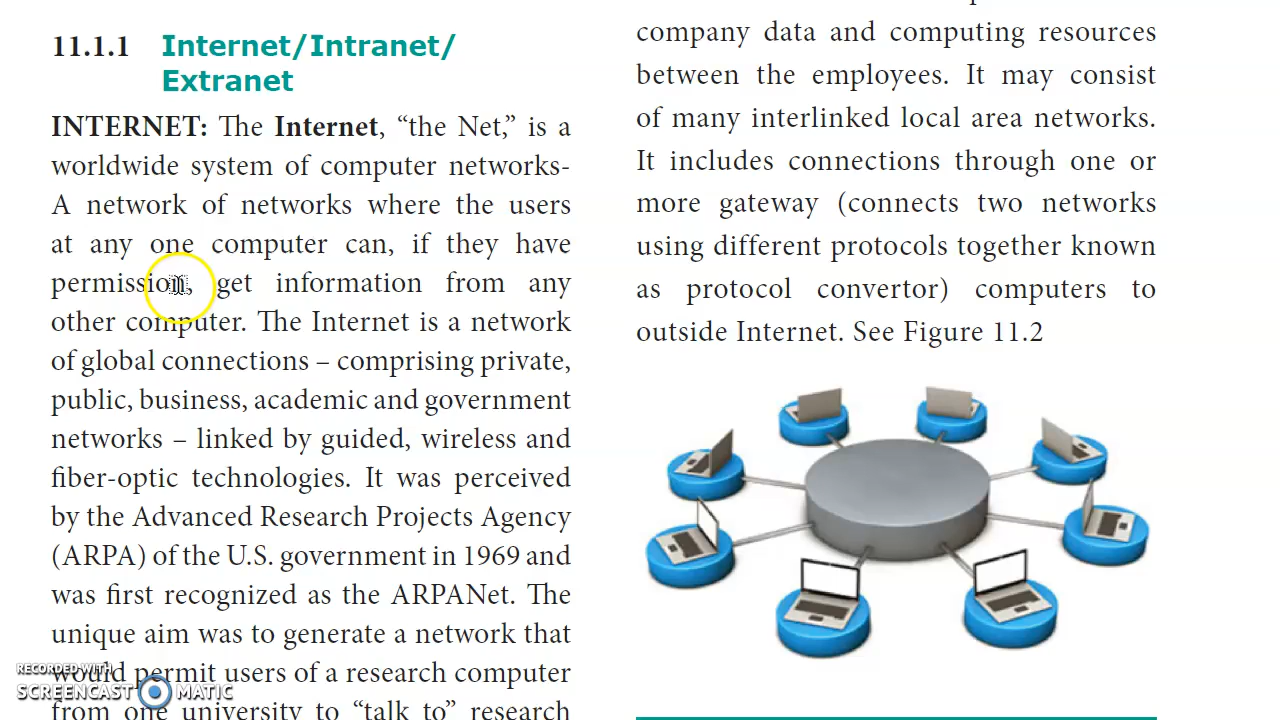 11.1.1 Internet/Intranet/
Extranet
INTERNET: The Internet, “the Net,” is a
worldwide system of computer networks-
A network of networks where the users
at any one computer can, if they have
permission, get information from any
other computer. The Internet is a network
of global connections – comprising private,
public, business, academic and government
networks – linked by guided, wireless and
fiber-optic technologies. It was perceived
by the Advanced Research Projects Agency
(ARPA) of the U.S. government in 1969 and
was first recognized as the ARPANet. The
unique aim was to generate a network that
would permit users of a research computer
from one university to “talk to” research
company data and computing resources
between the employees. It may consist
of many interlinked local area networks.
It includes connections through one or
more gateway (connects two networks
using different protocols together known
as protocol convertor) computers to
outside Internet. See Figure 11.2
RECORDED WITH
SCREENCAST MATIC